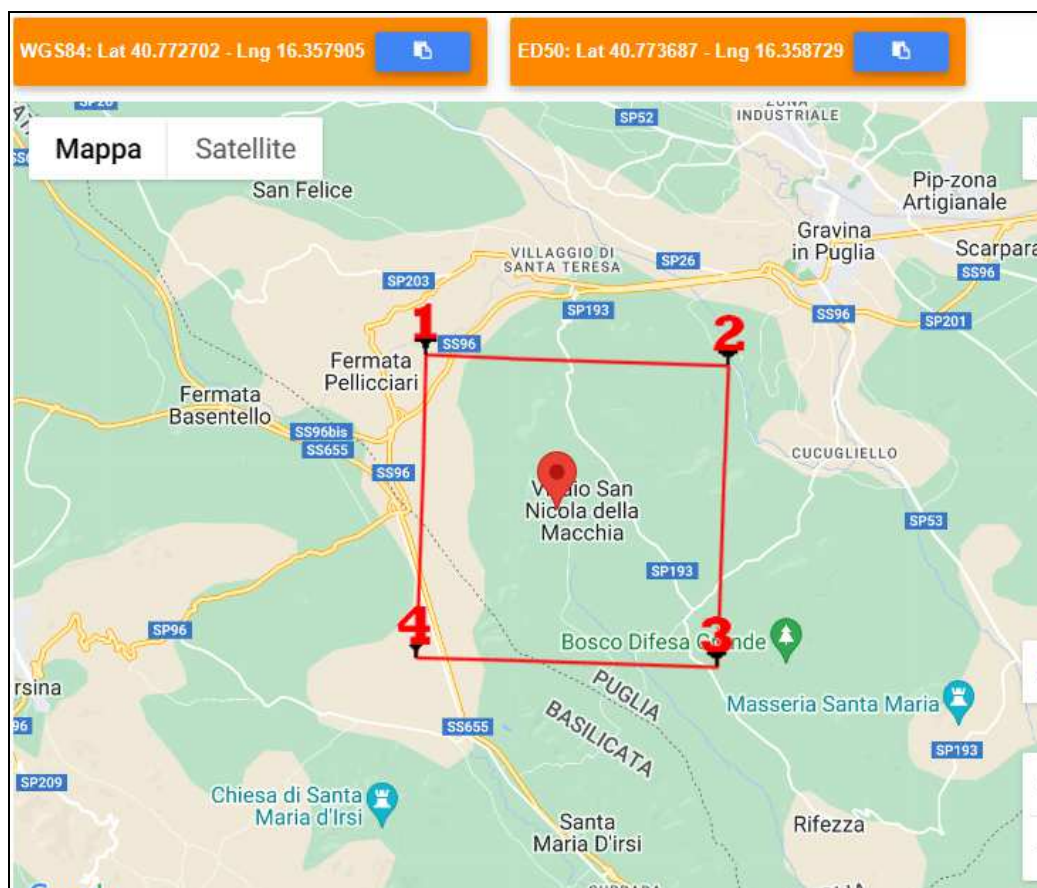 WGS84: Lat 40.772702 - Lng 16.357905
ED50: Lat 40.773687 - Lng 16.358729
Mappa
Satellite
SP52
ZONA
INDUSTRIALE
San Felice
Pip-zona
Artigianale
Gravina
in Puglia
Scarpara
VILLAGGIO DI
SANTA TERESA
SP26
SS96
SP203
SP193
SS96
SP201
1
2
SS96
Fermata
Pellicciari
Fermata
Basentello
SS96bis
SS655
SS96
CUCUGLIELLO
San
Nicola della
Macchia
SP53
SP193
4
3
SP96
Bosco Difesa
rsina
96
PUGLIA
BASILICATA
Masseria Santa Maria
SS655
SP193
SP209
Chiesa di Santa
Maria d'Irsi
Santa
Maria D'Irsi
Rifezza